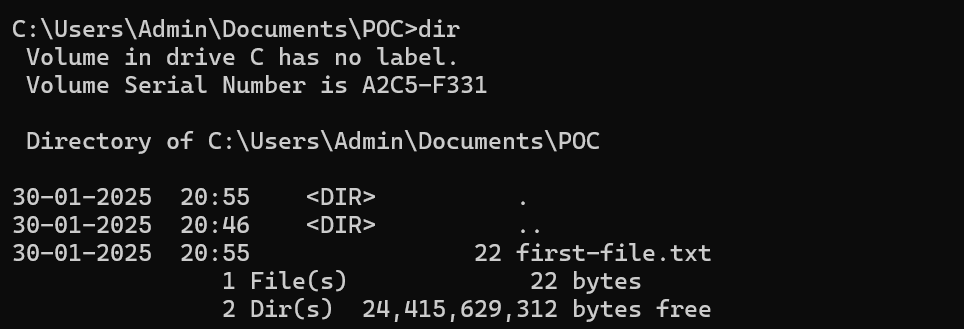 C:\Users\Admin\Documents\POC>dir
 Volume in drive C has no label.
 Volume Serial Number is A2C5-F331

 Directory of C:\Users\Admin\Documents\POC

30-01-2025  20:55    <DIR>          .
30-01-2025  20:46    <DIR>          ..
30-01-2025  20:55                22 first-file.txt
               1 File(s)             22 bytes
               2 Dir(s)  24,415,629,312 bytes free